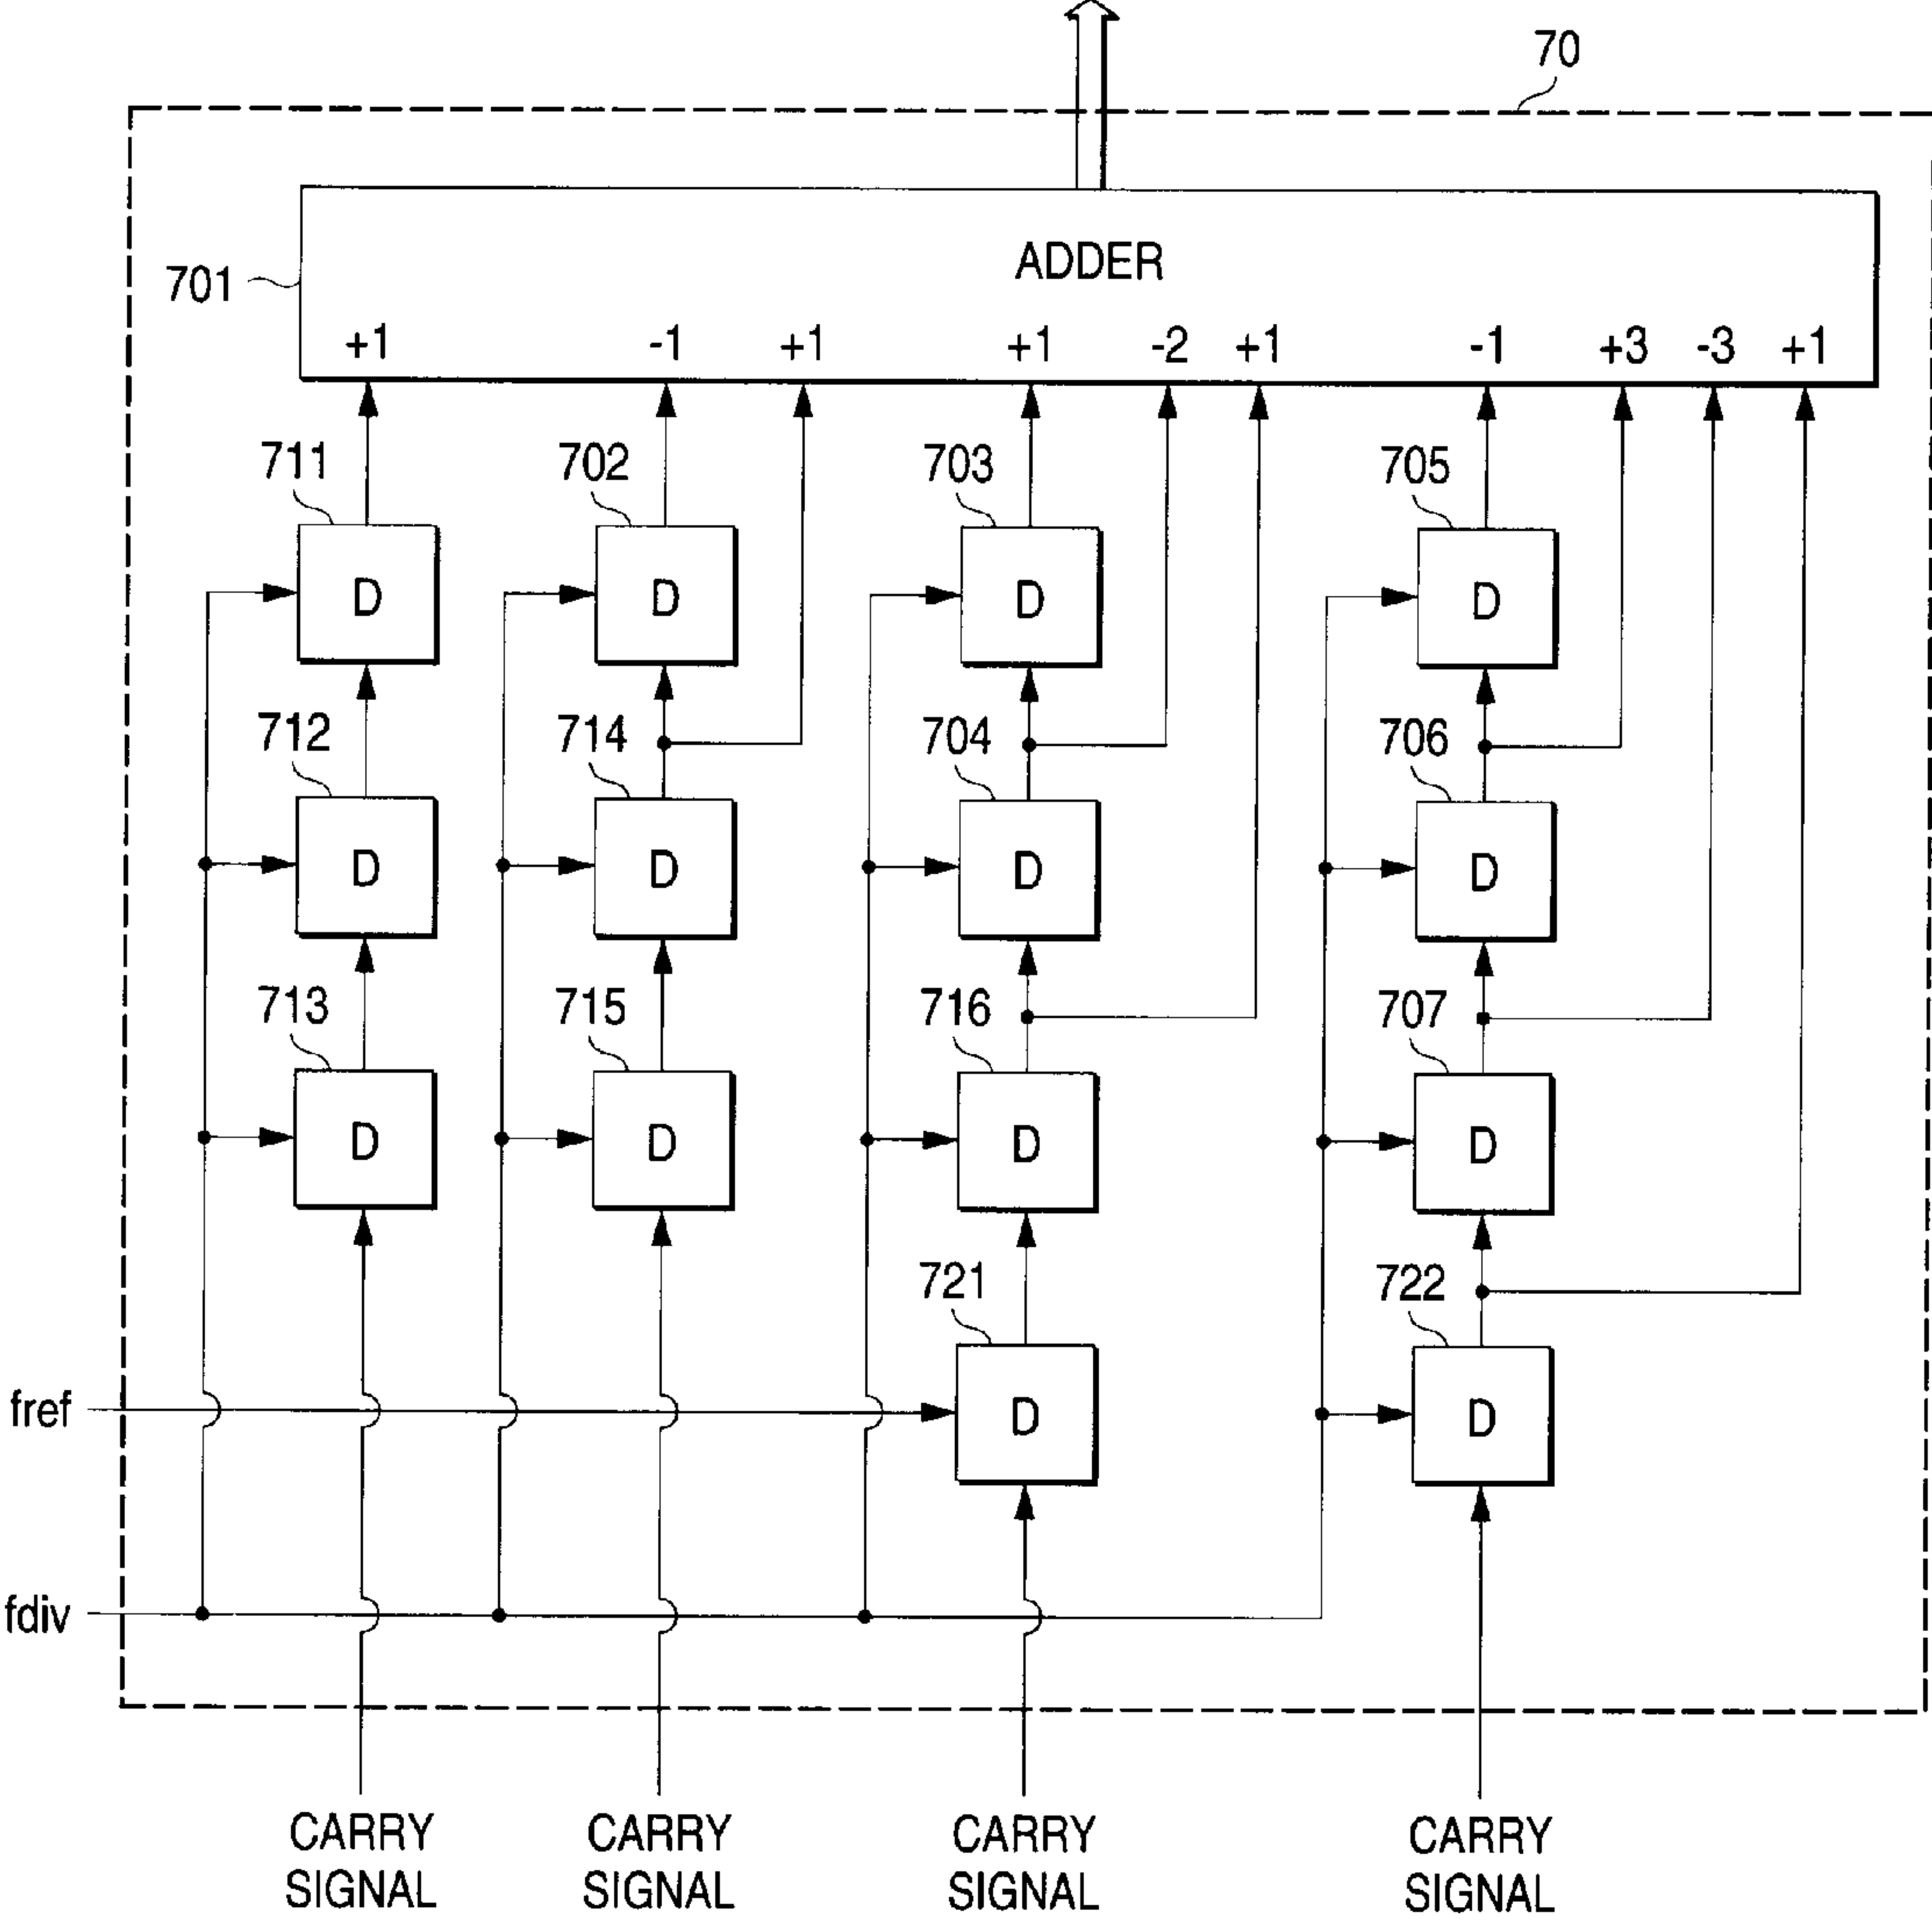 70
701
ADDER
+1 -1 +1 +1 -2 +1 -1 +3 -3 +1
711 702 703 705
D D D D
712 714 704 706
D D D D
713 715 716 707
D D D D
721 722
fref D D
fdiv
CARRY SIGNAL
CARRY SIGNAL
CARRY SIGNAL
CARRY SIGNAL